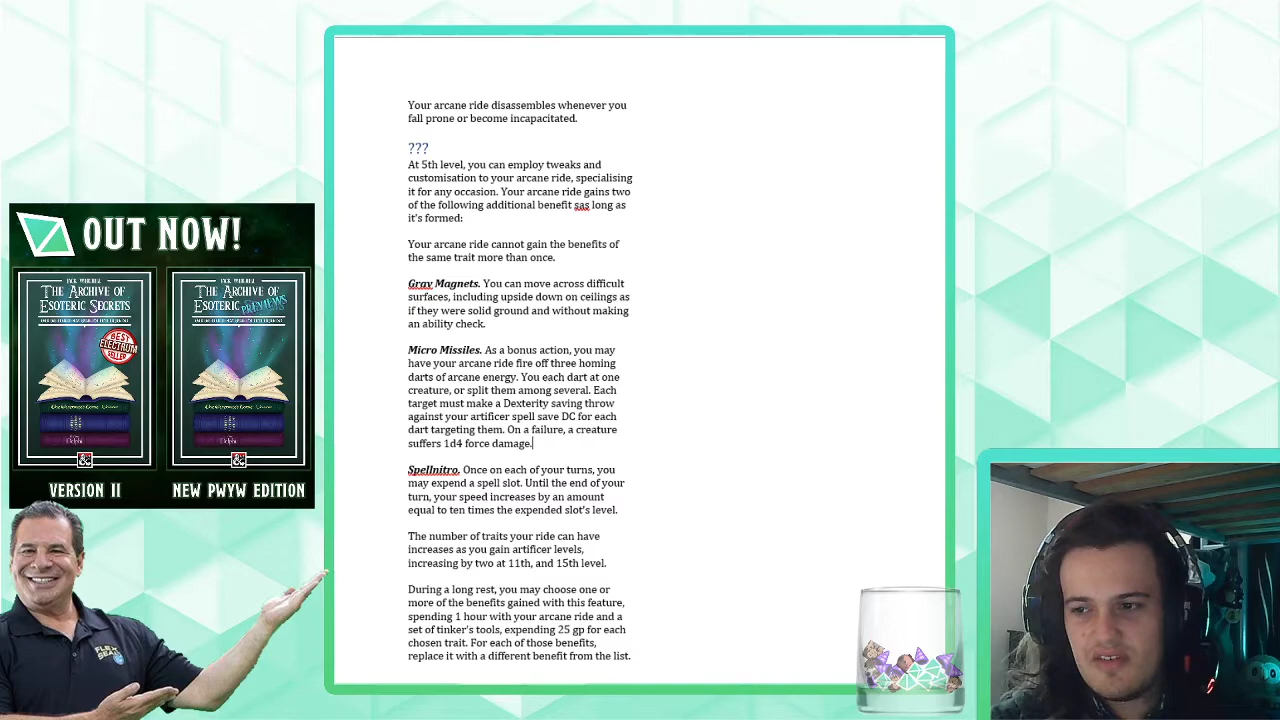 OUT NOW!
THE ARCHIVE OF
ESOTERIC SECRETS
BEST
ELECTRUM
SELLER
THE ARCHIVE OF
ESOTERIC PREVIEWS
VERSION II
NEW PWYW EDITION
FLEX
SEAL
Your arcane ride disassembles whenever you
fall prone or become incapacitated.
???
At 5th level, you can employ tweaks and
customisation to your arcane ride, specialising
it for any occasion. Your arcane ride gains two
of the following additional benefit sas long as
it's formed:
Your arcane ride cannot gain the benefits of
the same trait more than once.
Grav Magnets. You can move across difficult
surfaces, including upside down on ceilings as
if they were solid ground and without making
an ability check.
Micro Missiles. As a bonus action, you may
have your arcane ride fire off three homing
darts of arcane energy. You each dart at one
creature, or split them among several. Each
target must make a Dexterity saving throw
against your artificer spell save DC for each
dart targeting them. On a failure, a creature
suffers 1d4 force damage.
Spellnitro. Once on each of your turns, you
may expend a spell slot. Until the end of your
turn, your speed increases by an amount
equal to ten times the expended slot's level.
The number of traits your ride can have
increases as you gain artificer levels,
increasing by two at 11th, and 15th level.
During a long rest, you may choose one or
more of the benefits gained with this feature,
spending 1 hour with your arcane ride and a
set of tinker's tools, expending 25 gp for each
chosen trait. For each of those benefits,
replace it with a different benefit from the list.